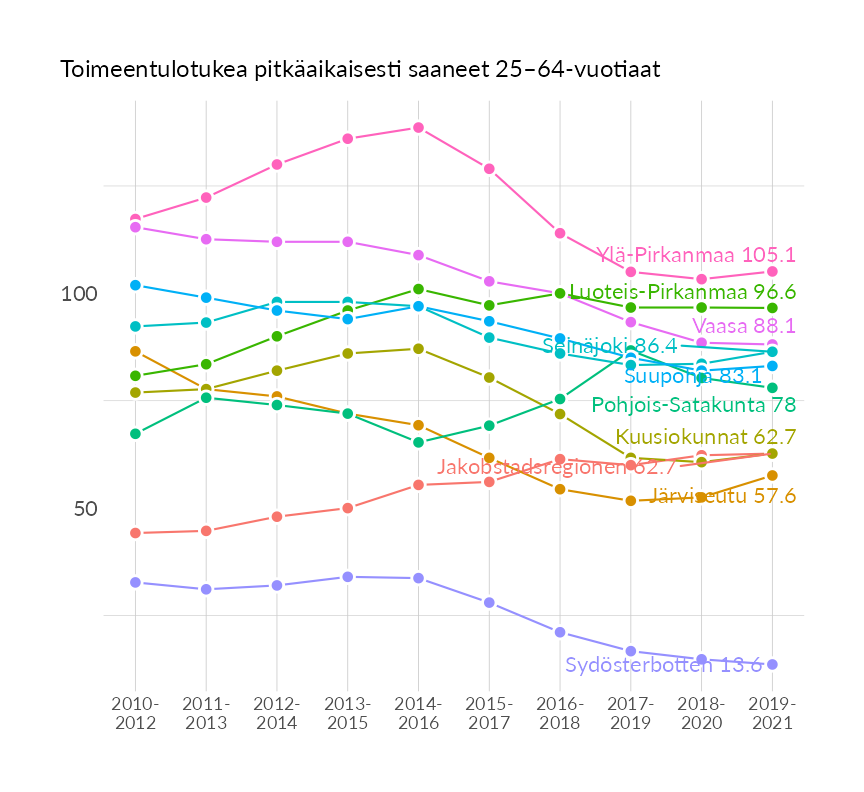 Toimeentulotukea pitkäaikaisesti saaneet 25–64-vuotiaat
Ylä-Pirkanmaa 105.1
100
Luoteis-Pirkanmaa 96.6
Vaasa 88.1
Seinäjoki 86.4
Suupohja 83.1
Pohjois-Satakunta 78
Kuusiokunnat 62.7
Jakobstadsregionen 62.7
Järviseutu 57.6
50
Sydösterbotten 13.6
2010- 2011- 2012- 2013- 2014- 2015- 2016- 2017- 2018- 2019-
2012 2013 2014 2015 2016 2017 2018 2019 2020 2021